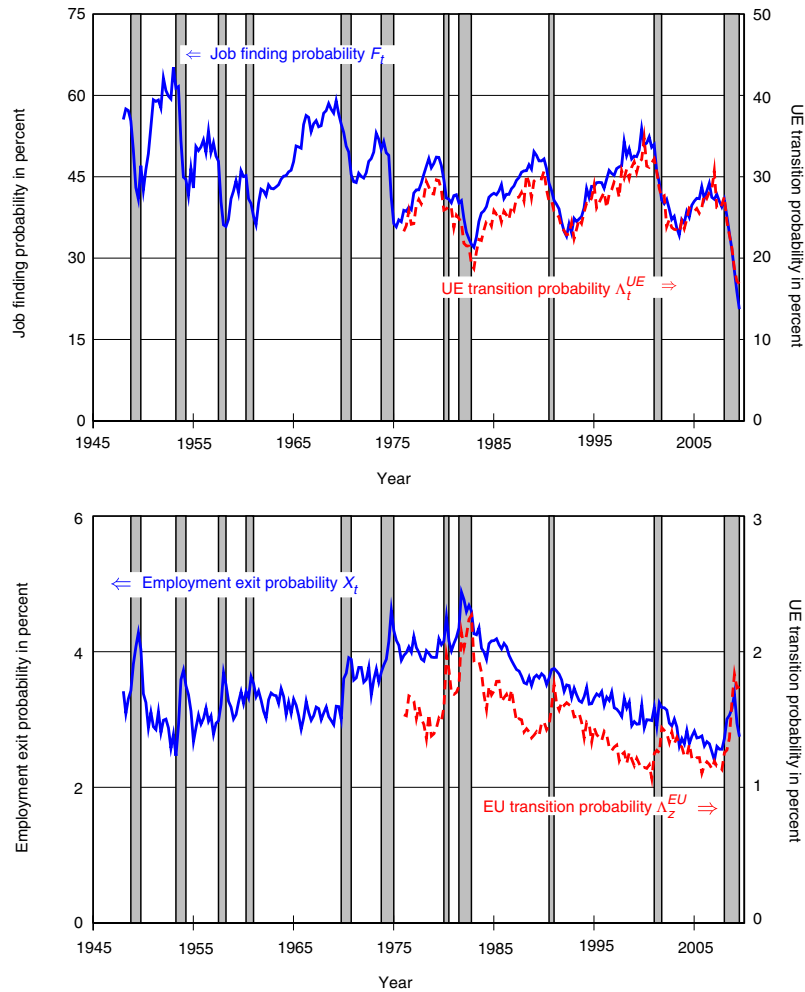 75
60
45
30
15
0
50
40
30
20
10
0
⇐ Job finding probability F_t
UE transition probability Λ_t^{UE} ⇒
Job finding probability in percent
UE transition probability in percent
1945 1955 1965 1975 1985 1995 2005
Year
6
4
2
0
3
2
1
0
⇐ Employment exit probability X_t
EU transition probability Λ_z^{EU} ⇒
Employment exit probability in percent
UE transition probability in percent
1945 1955 1965 1975 1985 1995 2005
Year